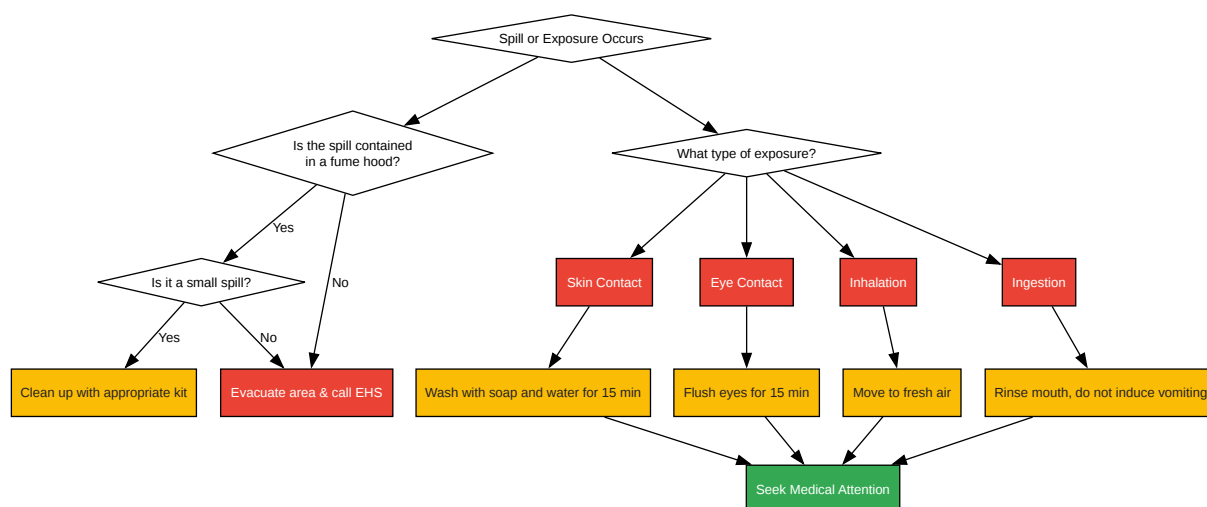 Spill or Exposure Occurs
Is the spill contained
in a fume hood?
What type of exposure?
Yes
No
Is it a small spill?
Skin Contact
Eye Contact
Inhalation
Ingestion
Yes
No
Clean up with appropriate kit
Evacuate area & call EHS
Wash with soap and water for 15 min
Flush eyes for 15 min
Move to fresh air
Rinse mouth, do not induce vomiting
Seek Medical Attention